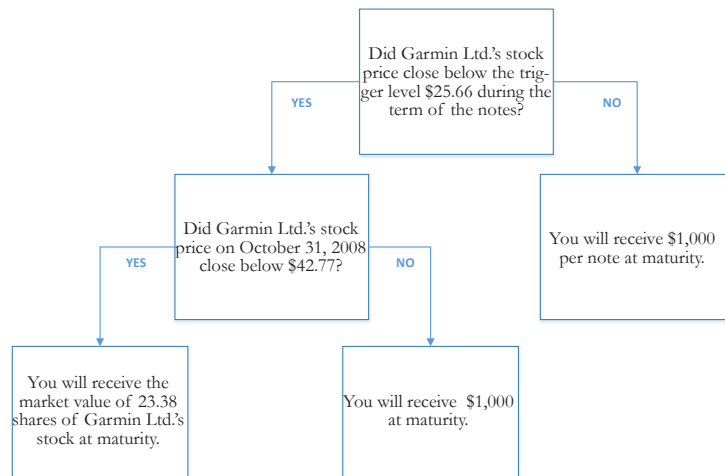 Did Garmin Ltd.'s stock
price close below the trig-
ger level $25.66 during the
term of the notes?
YES
NO
Did Garmin Ltd.'s stock
price on October 31, 2008
close below $42.77?
You will receive $1,000
per note at maturity.
YES
NO
You will receive the
market value of 23.38
shares of Garmin Ltd.'s
stock at maturity.
You will receive $1,000
at maturity.